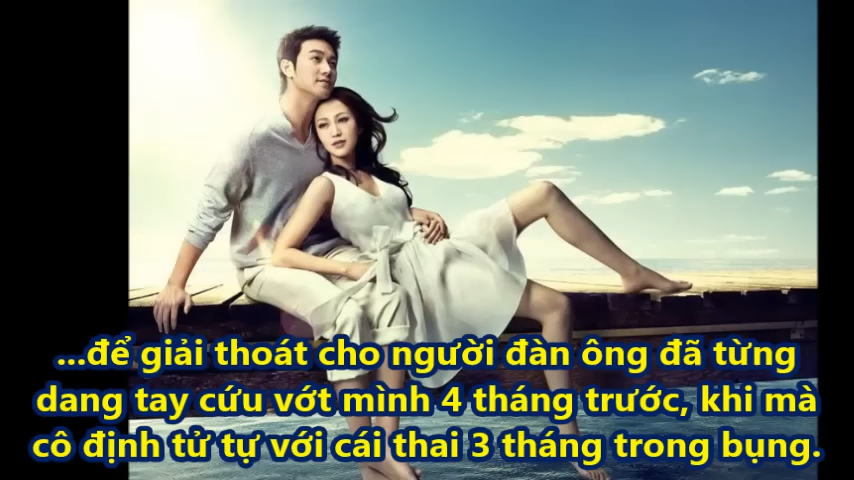 ...để giải thoát cho người đàn ông đã từng
dang tay cứu vớt mình 4 tháng trước, khi mà
cô định tử tự với cái thai 3 tháng trong bụng.